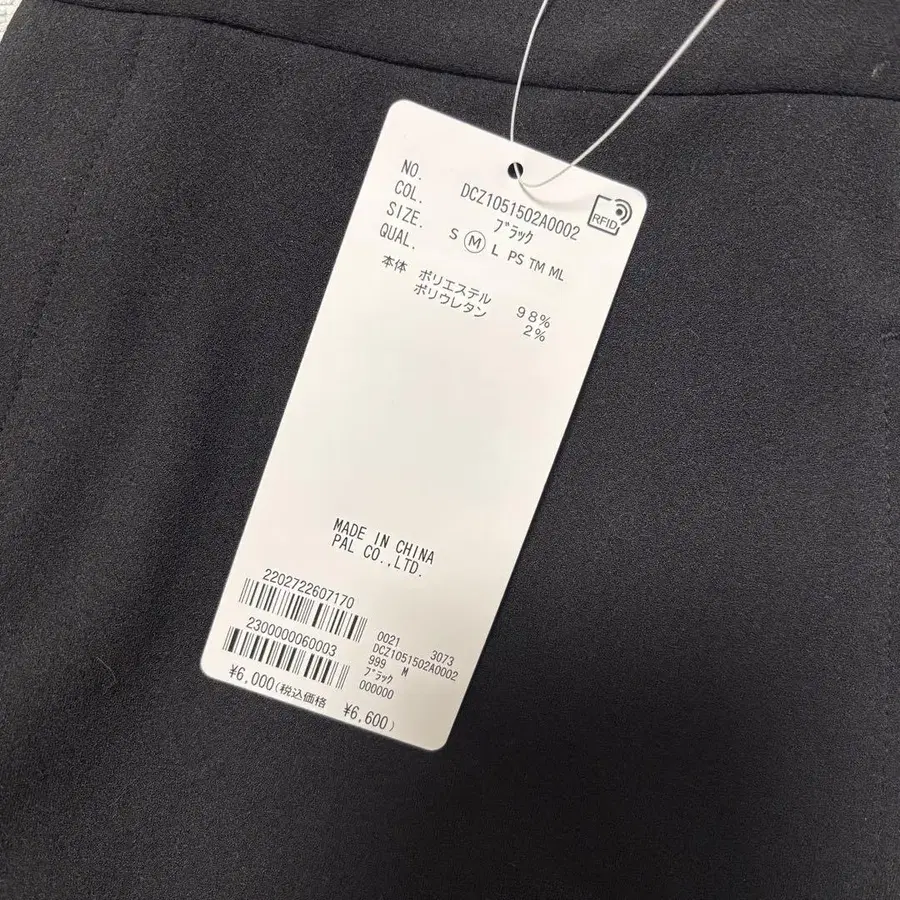 RFID
NO. DCZ1051502A0002
COL. ブラック
SIZE. S M L PS TM ML
QUAL.
本体 ポリエステル 98%
ポリウレタン 2%
MADE IN CHINA
PAL CO.,LTD.
2202722607170
2300000060003
0021 3073
DCZ1051502A0002
999 M
ブラック
000000
¥6,000(税込価格 ¥6,600)